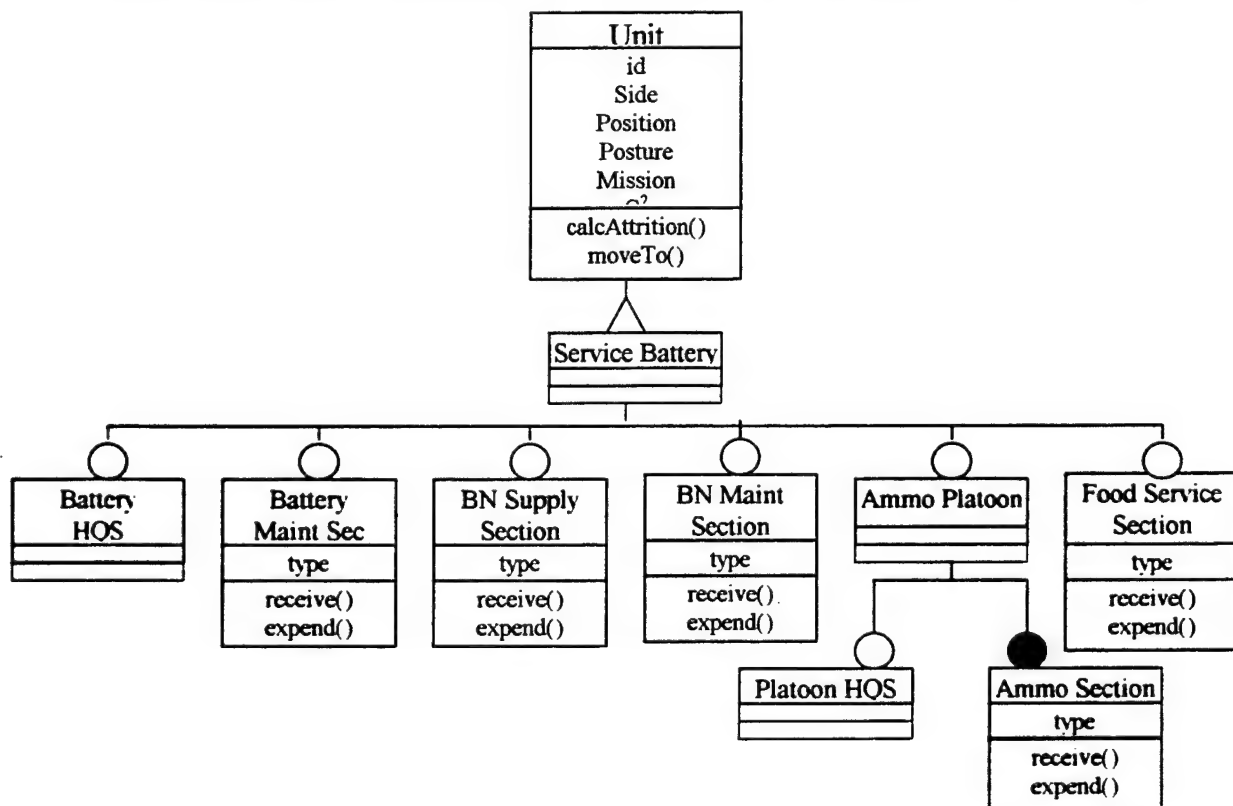 Unit
id
Side
Position
Posture
Mission
calcAttrition()
moveTo()
Service Battery
Battery
HQS
Battery
Maint Sec
type
receive()
expend()
BN Supply
Section
type
receive()
expend()
BN Maint
Section
type
receive()
expend()
Ammo Platoon
Food Service
Section
type
receive()
expend()
Platoon HQS
Ammo Section
type
receive()
expend()